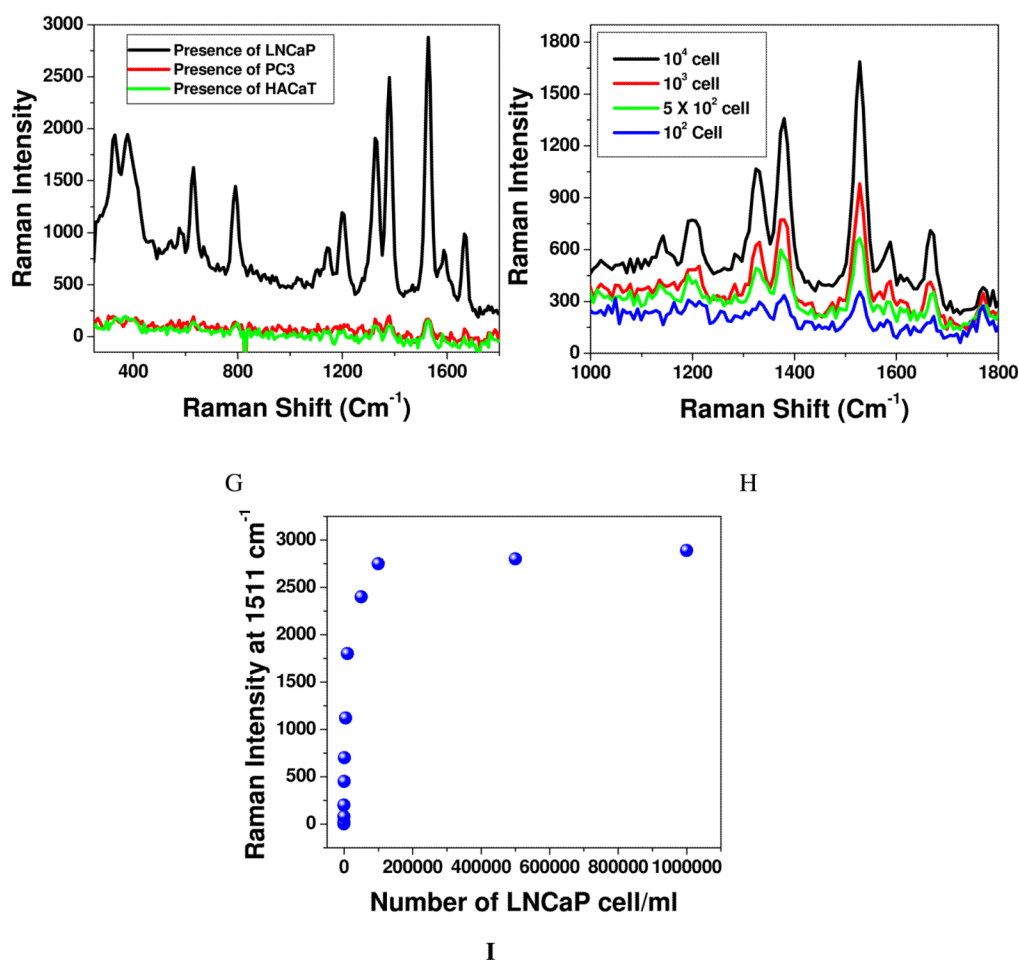 3000
2500
2000
1500
1000
500
0
Raman Intensity
Presence of LNCaP
Presence of PC3
Presence of HACaT
400 800 1200 1600
Raman Shift (Cm⁻¹)
G
1800
1500
1200
900
600
300
0
Raman Intensity
10⁴ cell
10³ cell
5 X 10² cell
10² Cell
1000 1200 1400 1600 1800
Raman Shift (Cm⁻¹)
H
3000
2500
2000
1500
1000
500
0
Raman Intensity at 1511 cm⁻¹
0 200000 400000 600000 800000 1000000
Number of LNCaP cell/ml
I